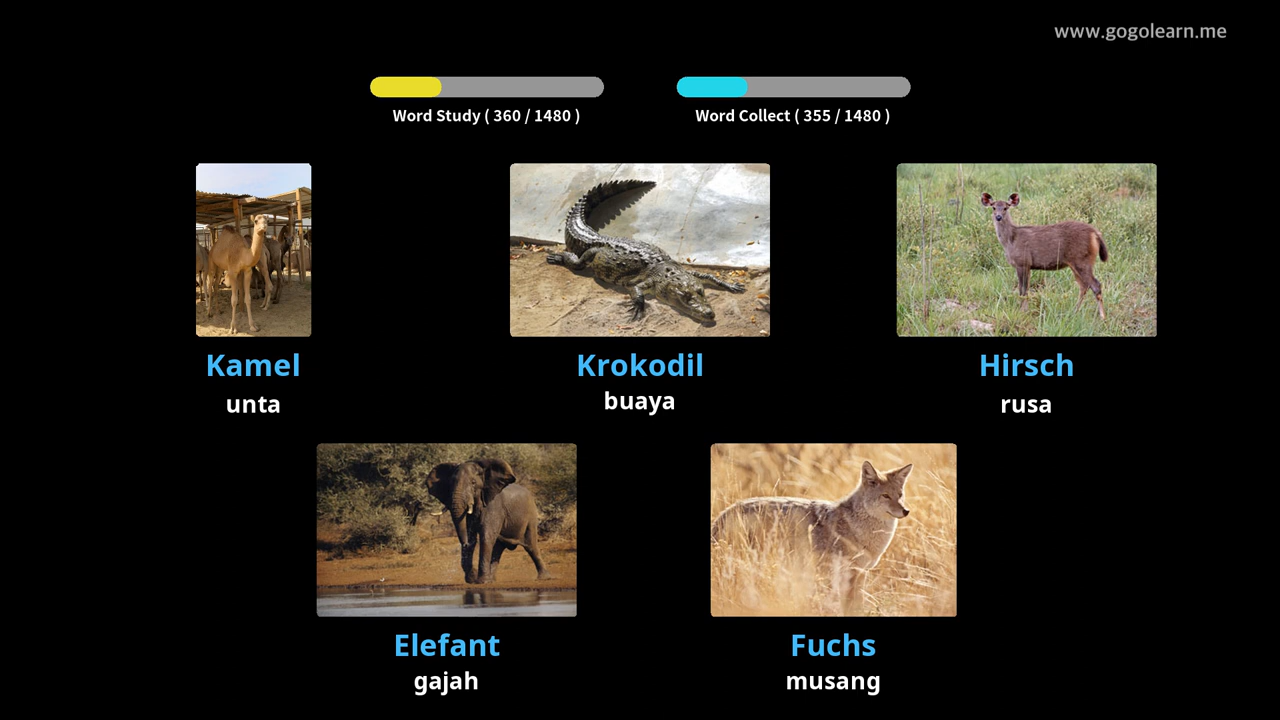 www.gogolearn.me
Word Study ( 360 / 1480 )
Word Collect ( 355 / 1480 )
Kamel
unta
Krokodil
buaya
Hirsch
rusa
Elefant
gajah
Fuchs
musang